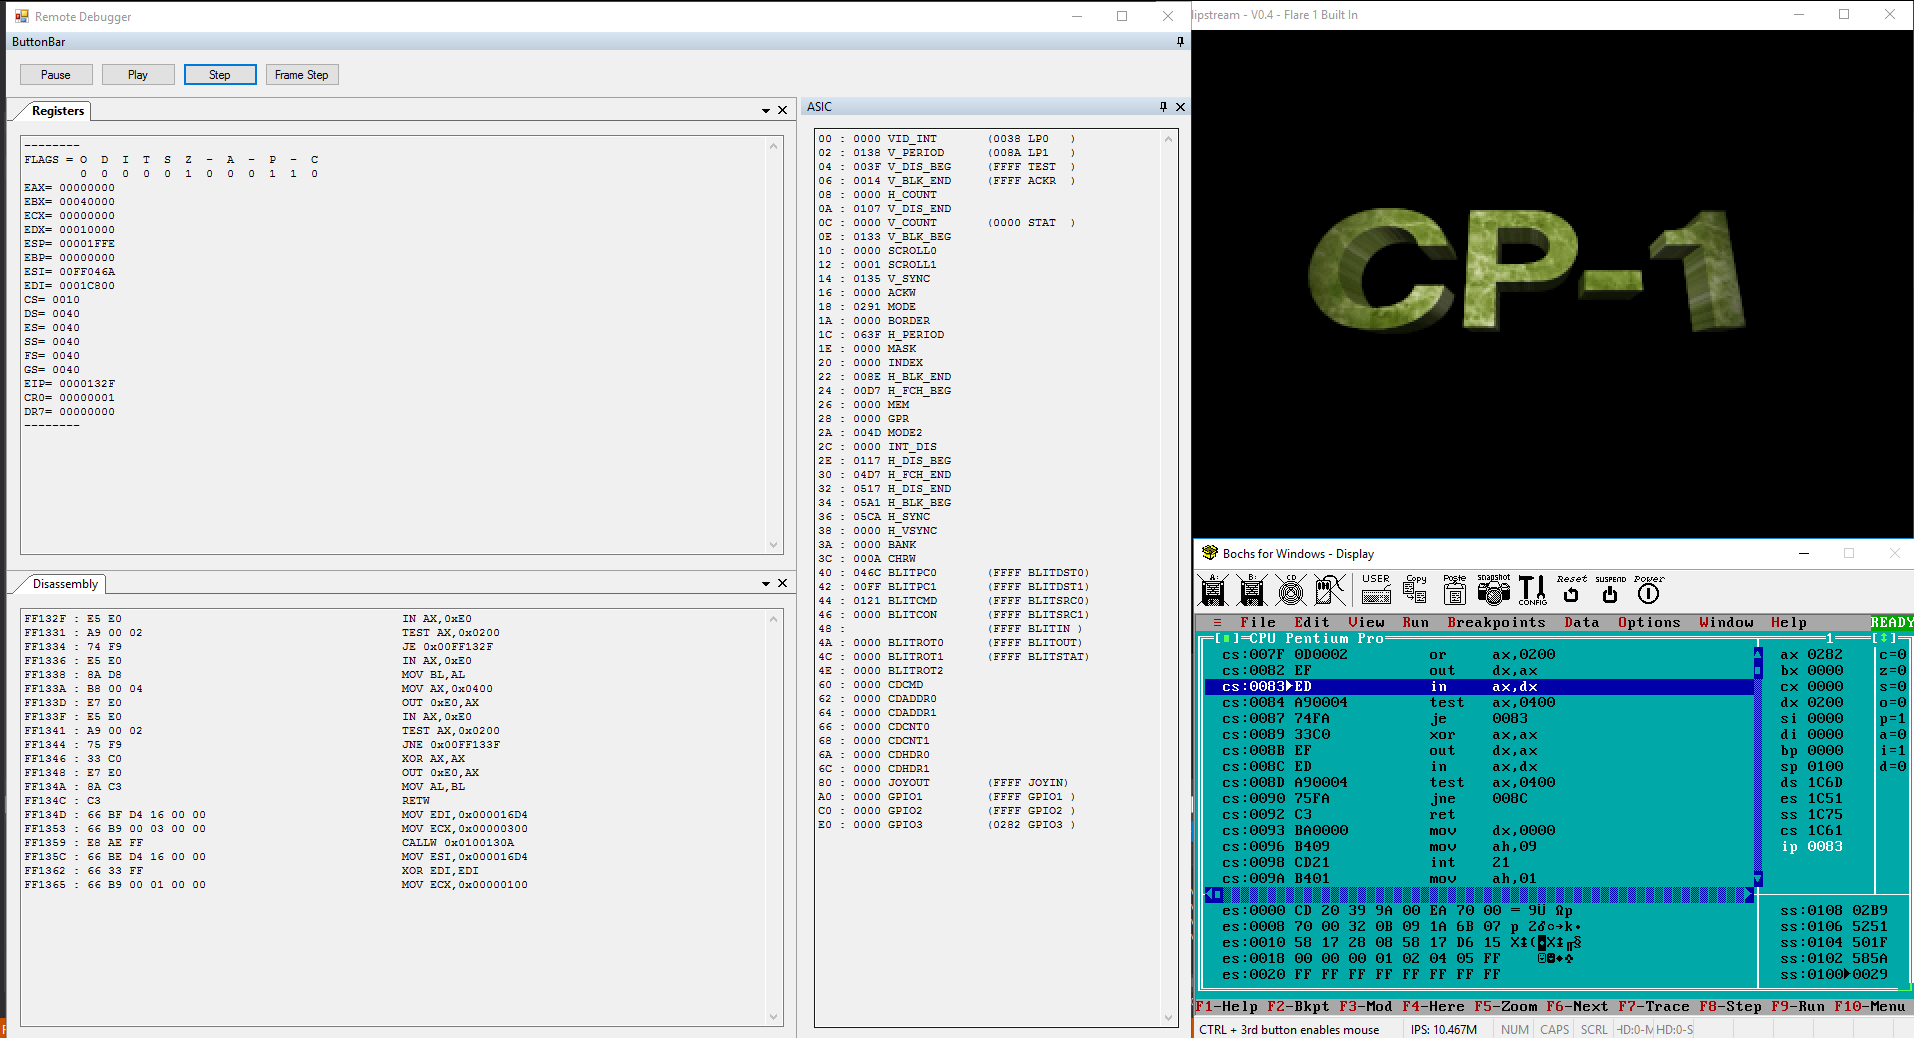 Remote Debugger
ButtonBar
Pause Play Step Frame Step
Registers
--------
FLAGS = O D I T S Z - A - P - C
0 0 0 0 0 1 0 0 0 1 1 0
EAX= 00000000
EBX= 00040000
ECX= 00000000
EDX= 00010000
ESP= 00001FFE
EBP= 00000000
ESI= 00FF046A
EDI= 0001C800
CS= 0010
DS= 0040
ES= 0040
SS= 0040
FS= 0040
GS= 0040
EIP= 0000132F
CR0= 00000001
DR7= 00000000
--------
Disassembly
FF132F : E5 E0 IN AX,0xE0
FF1331 : A9 00 02 TEST AX,0x0200
FF1334 : 74 F9 JE 0x00FF132F
FF1336 : E5 E0 IN AX,0xE0
FF1338 : 8A D8 MOV BL,AL
FF133A : B8 00 04 MOV AX,0x0400
FF133D : E7 E0 OUT 0xE0,AX
FF133F : E5 E0 IN AX,0xE0
FF1341 : A9 00 02 TEST AX,0x0200
FF1344 : 75 F9 JNE 0x00FF133F
FF1346 : 33 C0 XOR AX,AX
FF1348 : E7 E0 OUT 0xE0,AX
FF134A : 8A C3 MOV AL,BL
FF134C : C3 RETW
FF134D : 66 BF D4 16 00 00 MOV EDI,0x000016D4
FF1353 : 66 B9 00 03 00 00 MOV ECX,0x00000300
FF1359 : E8 AE FF CALLW 0x0100130A
FF135C : 66 BE D4 16 00 00 MOV ESI,0x000016D4
FF1362 : 66 33 FF XOR EDI,EDI
FF1365 : 66 B9 00 01 00 00 MOV ECX,0x00000100
ASIC
00 : 0000 VID_INT (0038 LP0 )
02 : 0138 V_PERIOD (008A LP1 )
04 : 003F V_DIS_BEG (FFFF TEST )
06 : 0014 V_BLK_END (FFFF ACKR )
08 : 0000 H_COUNT
0A : 0107 V_DIS_END
0C : 0000 V_COUNT (0000 STAT )
0E : 0133 V_BLK_BEG
10 : 0000 SCROLL0
12 : 0001 SCROLL1
14 : 0135 V_SYNC
16 : 0000 ACKW
18 : 0291 MODE
1A : 0000 BORDER
1C : 063F H_PERIOD
1E : 0000 MASK
20 : 0000 INDEX
22 : 008E H_BLK_END
24 : 00D7 H_FCH_BEG
26 : 0000 MEM
28 : 0000 GPR
2A : 004D MODE2
2C : 0000 INT_DIS
2E : 0117 H_DIS_BEG
30 : 04D7 H_FCH_END
32 : 0517 H_DIS_END
34 : 05A1 H_BLK_BEG
36 : 05CA H_SYNC
38 : 0000 H_VSYNC
3A : 0000 BANK
3C : 000A CHRW
40 : 046C BLITPC0 (FFFF BLITDST0)
42 : 00FF BLITPC1 (FFFF BLITDST1)
44 : 0121 BLITCMD (FFFF BLITSRC0)
46 : 0000 BLITCON (FFFF BLITSRC1)
48 : (FFFF BLITIN )
4A : 0000 BLITROT0 (FFFF BLITOUT)
4C : 0000 BLITROT1 (FFFF BLITSTAT)
4E : 0000 BLITROT2
60 : 0000 CDCMD
62 : 0000 CDADDR0
64 : 0000 CDADDR1
66 : 0000 CDCNT0
68 : 0000 CDCNT1
6A : 0000 CDHDR0
6C : 0000 CDHDR1
80 : 0000 JOYOUT (FFFF JOYIN)
A0 : 0000 GPIO1 (FFFF GPIO1 )
C0 : 0000 GPIO2 (FFFF GPIO2 )
E0 : 0000 GPIO3 (0282 GPIO3 )
lipstream - V0.4 - Flare 1 Built In
CP-1
Bochs for Windows - Display
A: B: CD USER Copy Paste snapshot CONFIG Reset SUSPEND Power
≡ File Edit View Run Breakpoints Data Options Window Help READY
[■]=CPU Pentium Pro 1 [↕]
cs:007F 0D0002 or ax,0200 ax 0282 c=0
cs:0082 EF out dx,ax bx 0000 z=0
cs:0083►ED in ax,dx cx 0000 s=0
cs:0084 A90004 test ax,0400 dx 0200 o=0
cs:0087 74FA je 0083 si 0000 p=1
cs:0089 33C0 xor ax,ax di 0000 a=0
cs:008B EF out dx,ax bp 0000 i=1
cs:008C ED in ax,dx sp 0100 d=0
cs:008D A90004 test ax,0400 ds 1C6D
cs:0090 75FA jne 008C es 1C51
cs:0092 C3 ret ss 1C75
cs:0093 BA0000 mov dx,0000 cs 1C61
cs:0096 B409 mov ah,09 ip 0083
cs:0098 CD21 int 21
cs:009A B401 mov ah,01
es:0000 CD 20 39 9A 00 EA 70 00 = 9Ü Ωp ss:0108 02B9
es:0008 70 00 32 0B 09 1A 6B 07 p 2♂○→k• ss:0106 5251
es:0010 58 17 28 08 58 17 D6 15 X↨(◘X↨╓§ ss:0104 501F
es:0018 00 00 00 01 02 04 05 FF ☺☻♦♣ ss:0102 585A
es:0020 FF FF FF FF FF FF FF FF ss:0100►0029
F1-Help F2-Bkpt F3-Mod F4-Here F5-Zoom F6-Next F7-Trace F8-Step F9-Run F10-Menu
CTRL + 3rd button enables mouse IPS: 10.467M NUM CAPS SCRL HD:0-M HD:0-S